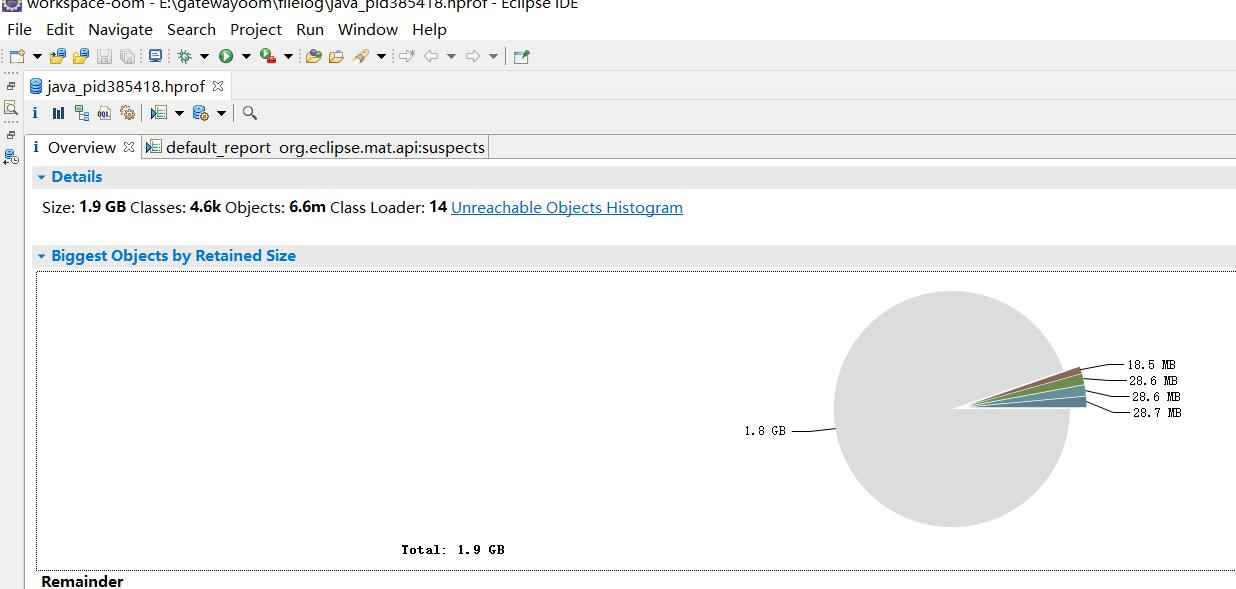 workspace-oom - E:\gatewayoom\filelog\java_pid385418.hprof - Eclipse IDE
File Edit Navigate Search Project Run Window Help
java_pid385418.hprof
i OQL
i Overview default_report org.eclipse.mat.api:suspects
Details
Size: 1.9 GB Classes: 4.6k Objects: 6.6m Class Loader: 14 Unreachable Objects Histogram
Biggest Objects by Retained Size
18.5 MB
28.6 MB
28.6 MB
28.7 MB
1.8 GB
Total: 1.9 GB
Remainder